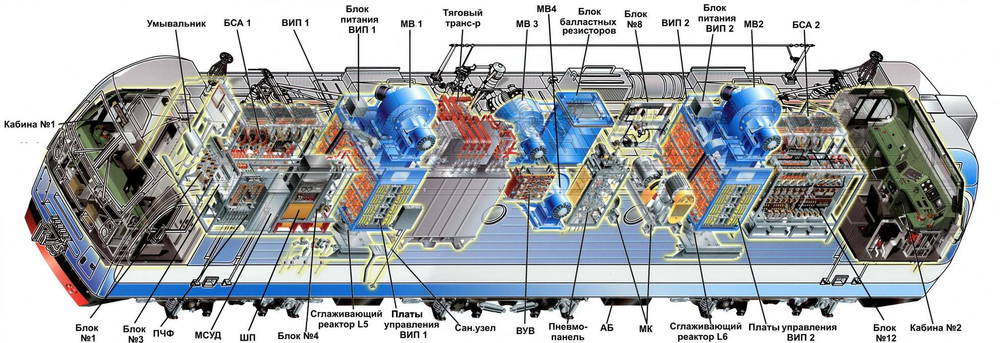 Умывальник
БСА 1
ВИП 1
Блок
питания
ВИП 1
МВ 1
Тяговый
транс-р
МВ 3
МВ4
Блок
балластных
резисторов
Блок
№8
ВИП 2
Блок
питания
ВИП 2
МВ2
БСА 2
Кабина №1
Блок
№1
Блок
№3
ПЧФ
МСУД
ШП
Блок №4
Сглаживающий
реактор L5
Платы
управления
ВИП 1
Сан.узел
ВУВ
Пневмо-
панель
АБ
МК
Сглаживающий
реактор L6
Платы управления
ВИП 2
Блок
№12
Кабина №2